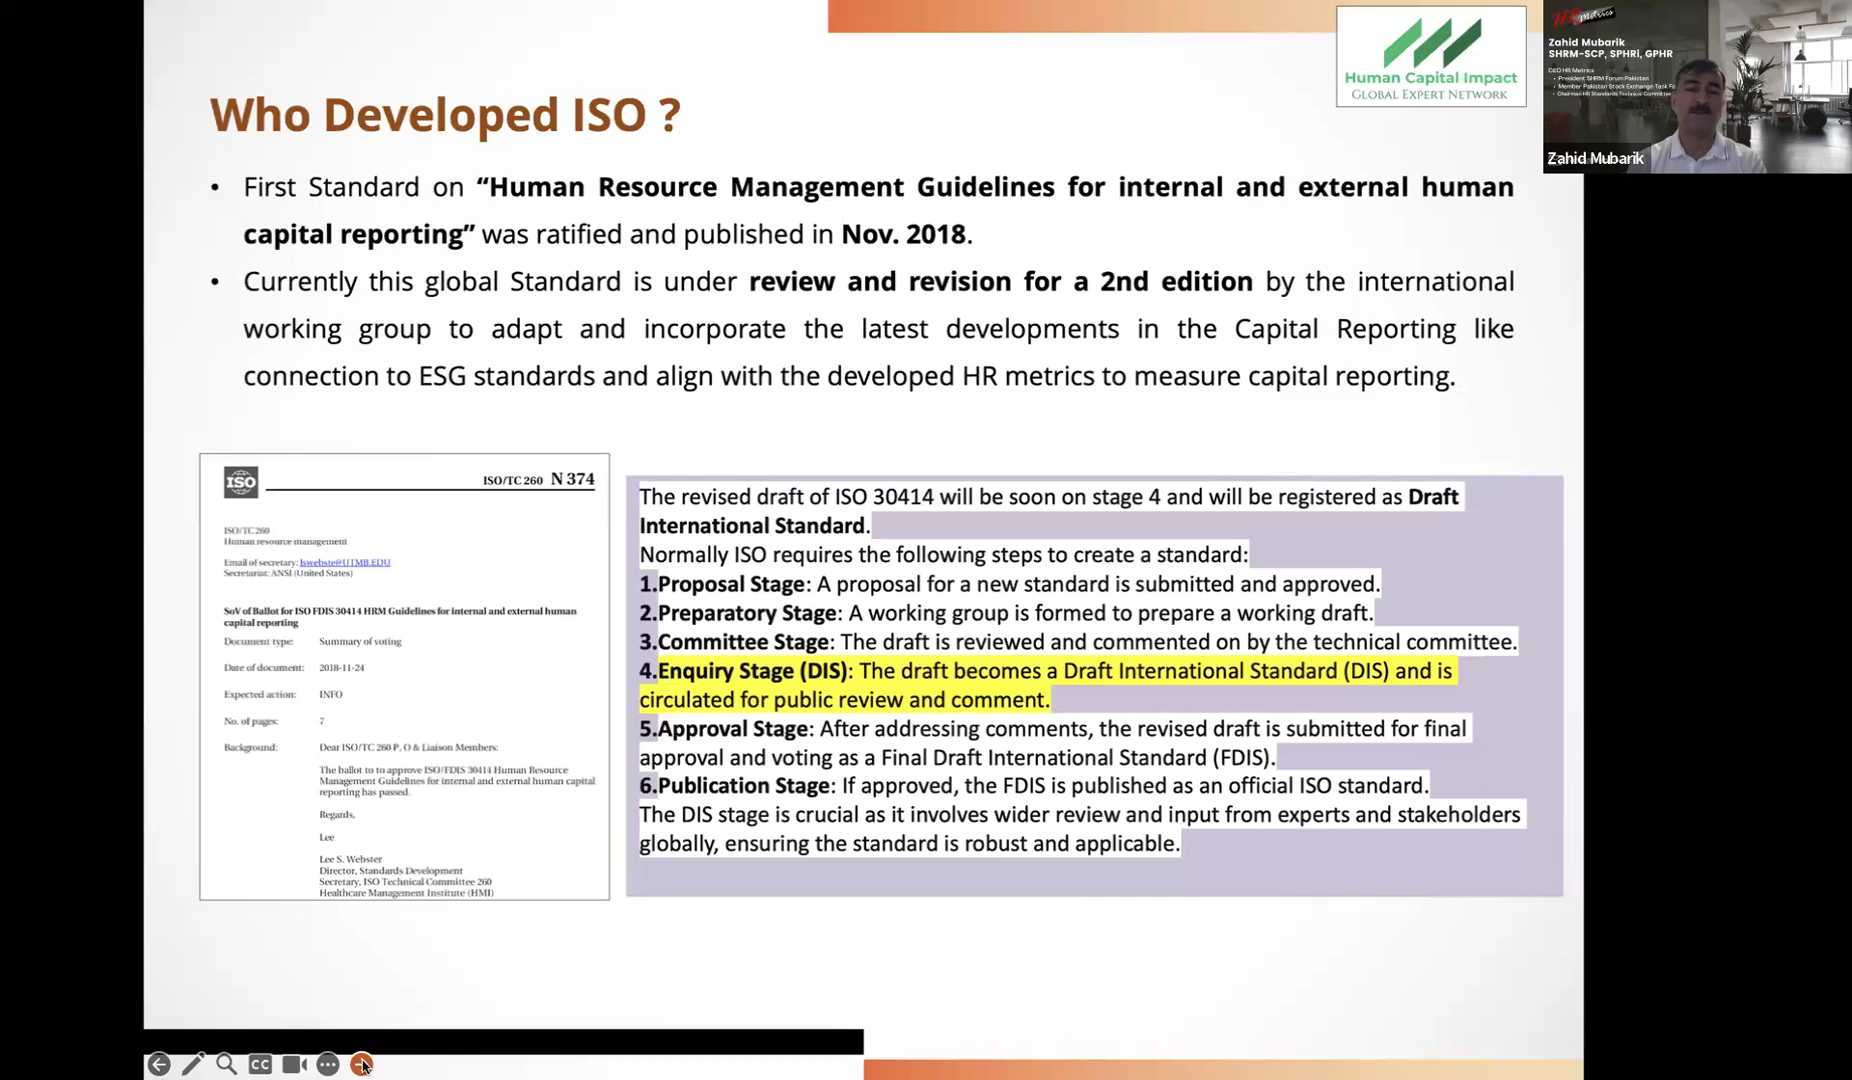 Human Capital Impact
GLOBAL EXPERT NETWORK
HR Metrics
Zahid Mubarik
SHRM-SCP, SPHRi, GPHR
CEO HR Metrics
• President SHRM Forum Pakistan
• Member Pakistan Stock Exchange Task
• Chairman HR Standards Technical Committee
Zahid Mubarik
Who Developed ISO ?
• First Standard on “Human Resource Management Guidelines for internal and external human
capital reporting” was ratified and published in Nov. 2018.
• Currently this global Standard is under review and revision for a 2nd edition by the international
working group to adapt and incorporate the latest developments in the Capital Reporting like
connection to ESG standards and align with the developed HR metrics to measure capital reporting.
ISO
ISO/TC 260 N 374
ISO/TC 260
Human resource management
Email of secretary: lswebste@UTMB.EDU
Secretariat: ANSI (United States)
SoV of Ballot for ISO FDIS 30414 HRM Guidelines for internal and external human
capital reporting
Document type: Summary of voting
Date of document: 2018-11-24
Expected action: INFO
No. of pages: 7
Background: Dear ISO/TC 260 P, O & Liaison Members:
The ballot to to approve ISO/FDIS 30414 Human Resource
Management Guidelines for internal and external human capital
reporting has passed.
Regards,
Lee
Lee S. Webster
Director, Standards Development
Secretary, ISO Technical Committee 260
Healthcare Management Institute (HMI)
The revised draft of ISO 30414 will be soon on stage 4 and will be registered as Draft
International Standard.
Normally ISO requires the following steps to create a standard:
1.Proposal Stage: A proposal for a new standard is submitted and approved.
2.Preparatory Stage: A working group is formed to prepare a working draft.
3.Committee Stage: The draft is reviewed and commented on by the technical committee.
4.Enquiry Stage (DIS): The draft becomes a Draft International Standard (DIS) and is
circulated for public review and comment.
5.Approval Stage: After addressing comments, the revised draft is submitted for final
approval and voting as a Final Draft International Standard (FDIS).
6.Publication Stage: If approved, the FDIS is published as an official ISO standard.
The DIS stage is crucial as it involves wider review and input from experts and stakeholders
globally, ensuring the standard is robust and applicable.
CC